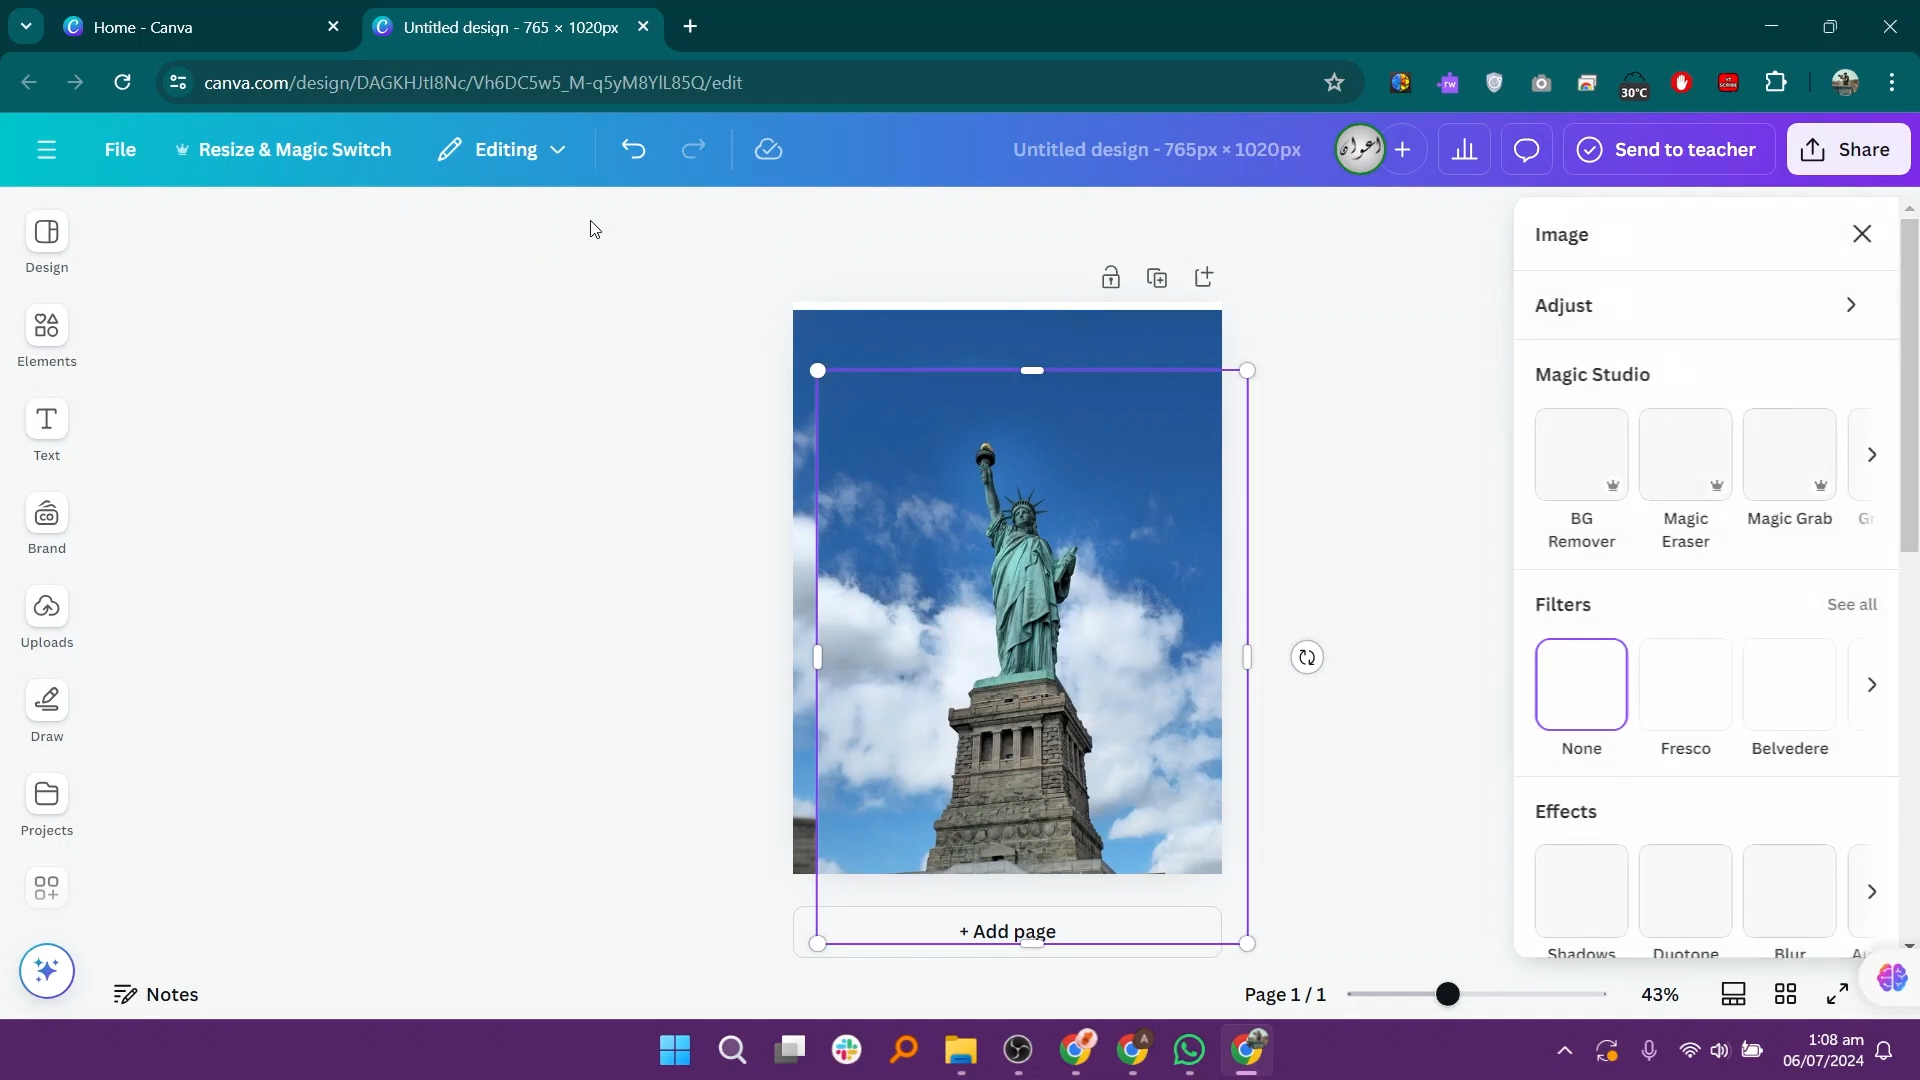 Home - Canva
Untitled design - 765 × 1020px
canva.com/design/DAGKHJtI8Nc/Vh6DC5w5_M-q5yM8YlL85Q/edit
30°C
File
Resize & Magic Switch
Editing
Untitled design - 765px × 1020px
اعوان
Send to teacher
Share
Design
Elements
Text
Brand
Uploads
Draw
Projects
Image
Adjust
Magic Studio
BG Remover
Magic Eraser
Magic Grab
Gr
Filters
See all
None
Fresco
Belvedere
Effects
Shadows
Duotone
Blur
Au
+ Add page
Notes
Page 1 / 1
43%
1:08 am
06/07/2024